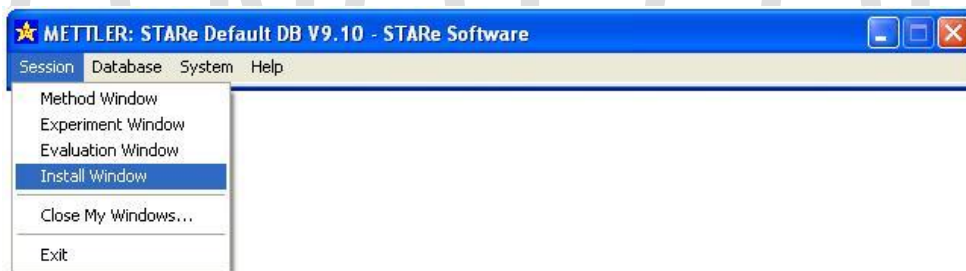 METTLER: STARe Default DB V9.10 - STARe Software
Session Database System Help
Method Window
Experiment Window
Evaluation Window
Install Window
Close My Windows...
Exit